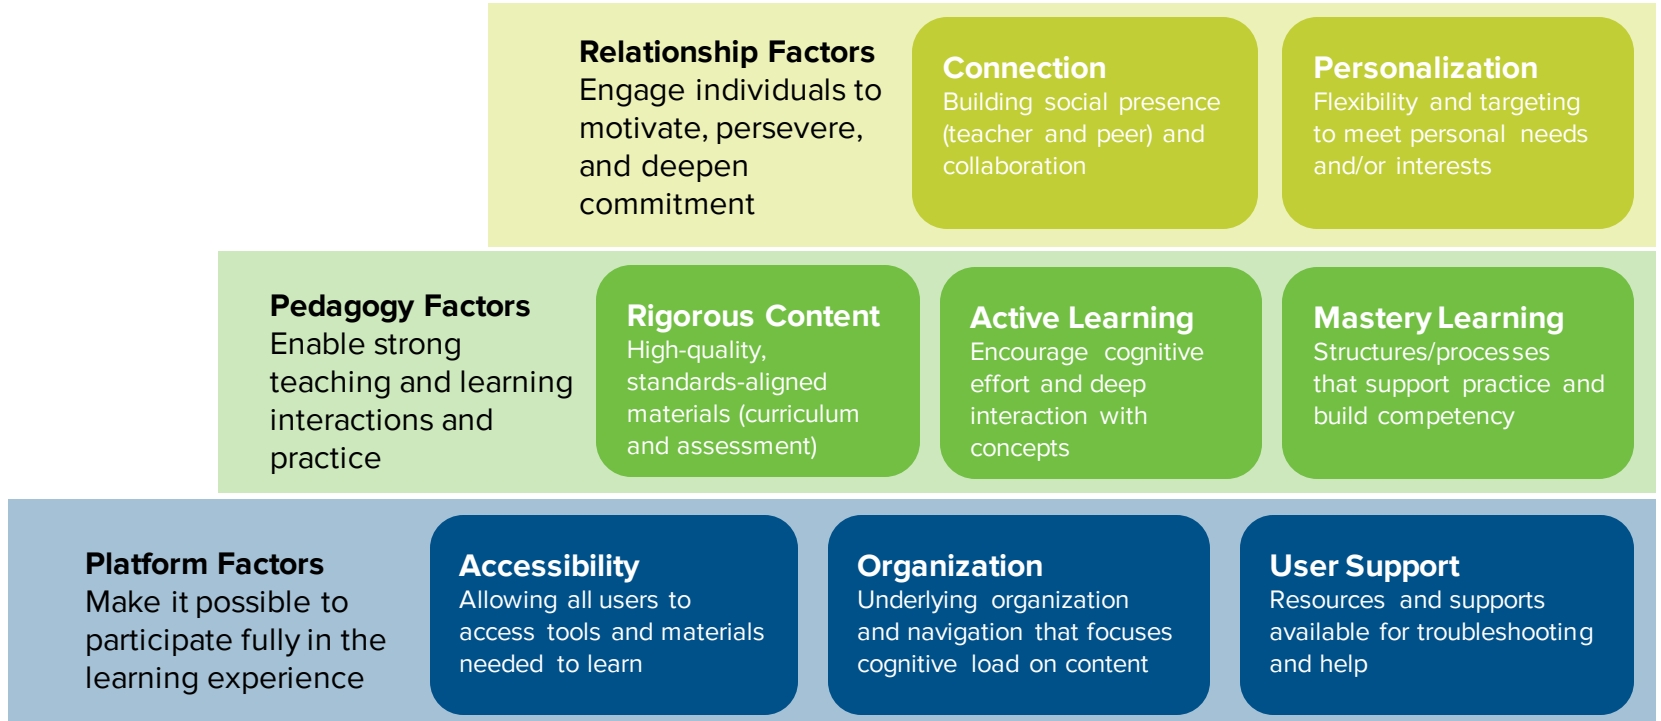 Relationship Factors
Engage individuals to
motivate, persevere,
and deepen
commitment
Connection
Building social presence
(teacher and peer) and
collaboration
Personalization
Flexibility and targeting
to meet personal needs
and/or interests
Pedagogy Factors
Enable strong
teaching and learning
interactions and
practice
Rigorous Content
High-quality,
standards-aligned
materials (curriculum
and assessment)
Active Learning
Encourage cognitive
effort and deep
interaction with
concepts
Mastery Learning
Structures/processes
that support practice and
build competency
Platform Factors
Make it possible to
participate fully in the
learning experience
Accessibility
Allowing all users to
access tools and materials
needed to learn
Organization
Underlying organization
and navigation that focuses
cognitive load on content
User Support
Resources and supports
available for troubleshooting
and help